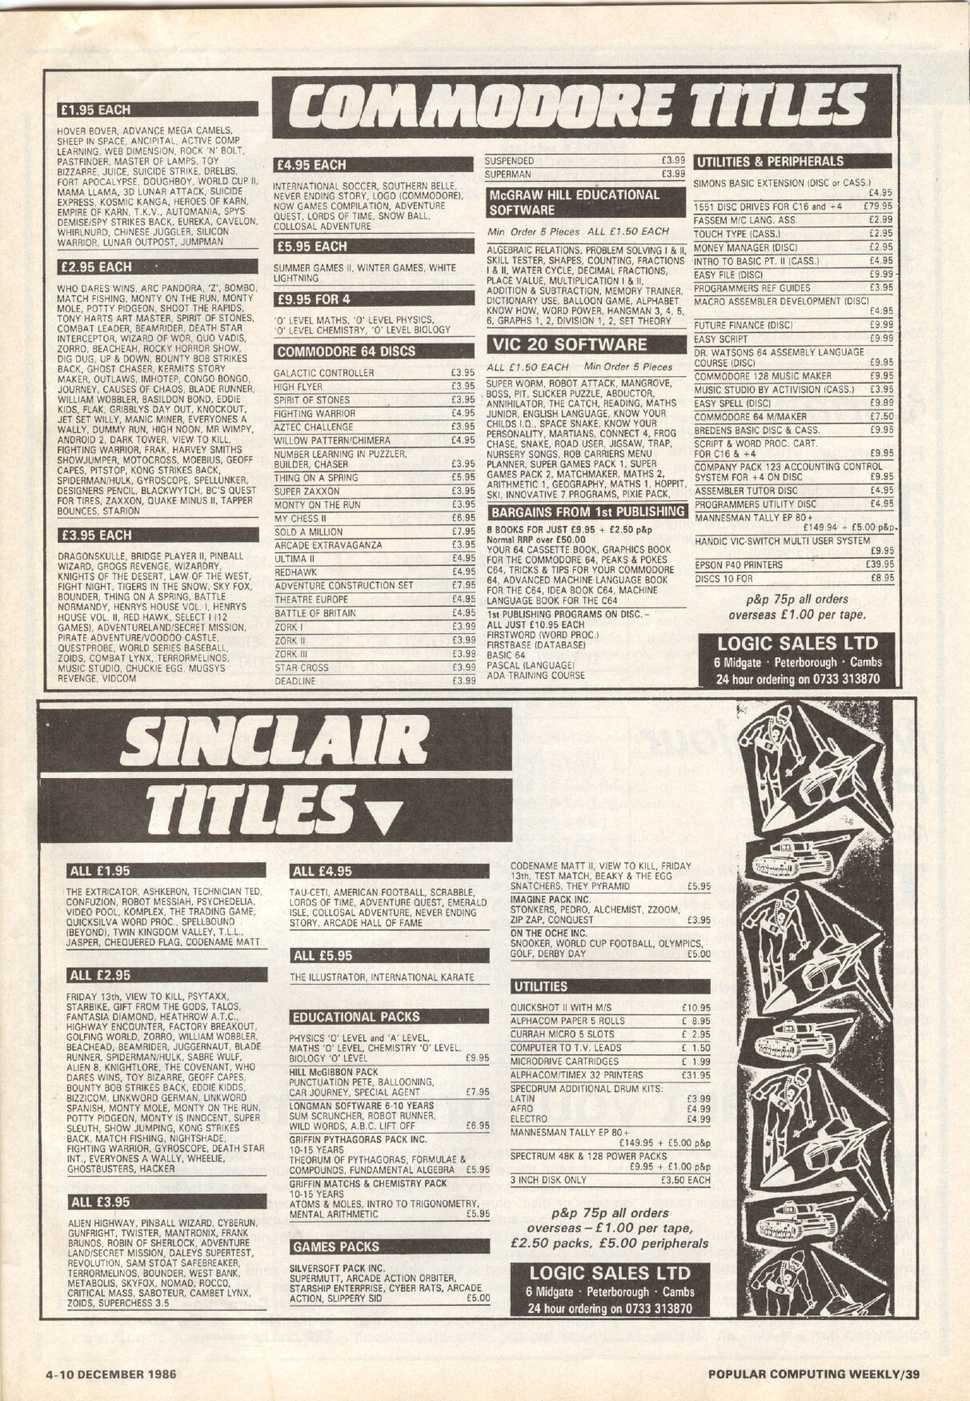 COMMODORE TITLES
£1.95 EACH
HOVER BOVER, ADVANCE MEGA CAMELS,
SHEEP IN SPACE, ANCIPITAL, ACTIVE COMP
LEARNING, WEB DIMENSION, ROCK 'N' BOLT,
PASTFINDER, MASTER OF LAMPS, TOY
BIZZARRE, JUICE, SUICIDE STRIKE, DRELBS,
FORT APOCALYPSE, DOUGHBOY, WORLD CUP II,
MAMA LLAMA, 3D LUNAR ATTACK, SUICIDE
EXPRESS, KOSMIC KANGA, HEROES OF KARN,
EMPIRE OF KARN, T.K.V., AUTOMANIA, SPYS
DEMISE/SPY STRIKES BACK, EUREKA, CAVELON,
WHIRLNURD, CHINESE JUGGLER, SILICON
WARRIOR, LUNAR OUTPOST, JUMPMAN
£2.95 EACH
WHO DARES WINS, ARC PANDORA, 'Z', BOMBO,
MATCH FISHING, MONTY ON THE RUN, MONTY
MOLE, POTTY PIDGEON, SHOOT THE RAPIDS,
TONY HARTS ART MASTER, SPIRIT OF STONES,
COMBAT LEADER, BEAMRIDER, DEATH STAR
INTERCEPTOR, WIZARD OF WOR, QUO VADIS,
ZORRO, BEACHEAH, ROCKY HORROR SHOW,
DIG DUG, UP & DOWN, BOUNTY BOB STRIKES
BACK, GHOST CHASER, KERMITS STORY
MAKER, OUTLAWS, IMHOTEP, CONGO BONGO,
JOURNEY, CAUSES OF CHAOS, BLADE RUNNER,
WILLIAM WOBBLER, BASILDON BOND, EDDIE
KIDS, FLAK, GRIBBLYS DAY OUT, KNOCKOUT,
JET SET WILLY, MANIC MINER, EVERYONES A
WALLY, DUMMY RUN, HIGH NOON, MR WIMPY,
ANDROID 2, DARK TOWER, VIEW TO KILL,
FIGHTING WARRIOR, FRAK, HARVEY SMITHS
SHOWJUMPER, MOTOCROSS, MOEBIUS, GEOFF
CAPES, PITSTOP, KONG STRIKES BACK,
SPIDERMAN/HULK, GYROSCOPE, SPELLUNKER,
DESIGNERS PENCIL, BLACKWYTCH, BC'S QUEST
FOR TIRES, ZAXXON, QUAKE MINUS II, TAPPER
BOUNCES, STARION
£3.95 EACH
DRAGONSKULLE, BRIDGE PLAYER II, PINBALL
WIZARD, GROGS REVENGE, WIZARDRY,
KNIGHTS OF THE DESERT, LAW OF THE WEST,
FIGHT NIGHT, TIGERS IN THE SNOW, SKY FOX,
BOUNDER, THING ON A SPRING, BATTLE
NORMANDY, HENRYS HOUSE VOL. I, HENRYS
HOUSE VOL. II, RED HAWK, SELECT I (12
GAMES), ADVENTURELAND/SECRET MISSION,
PIRATE ADVENTURE/VOODOO CASTLE,
QUESTPROBE, WORLD SERIES BASEBALL,
ZOIDS, COMBAT LYNX, TERRORMELINOS,
MUSIC STUDIO, CHUCKIE EGG, MUGSYS
REVENGE, VIDCOM
£4.95 EACH
INTERNATIONAL SOCCER, SOUTHERN BELLE,
NEVER ENDING STORY, LOGO (COMMODORE),
NOW GAMES COMPILATION, ADVENTURE
QUEST, LORDS OF TIME, SNOW BALL,
COLLOSAL ADVENTURE
£5.95 EACH
SUMMER GAMES II, WINTER GAMES, WHITE
LIGHTNING
£9.95 FOR 4
'O' LEVEL MATHS, 'O' LEVEL PHYSICS,
'O' LEVEL CHEMISTRY, 'O' LEVEL BIOLOGY
COMMODORE 64 DISCS
GALACTIC CONTROLLER £3.95
HIGH FLYER £3.95
SPIRIT OF STONES £3.95
FIGHTING WARRIOR £4.95
AZTEC CHALLENGE £3.95
WILLOW PATTERN/CHIMERA £4.95
NUMBER LEARNING IN PUZZLER,
BUILDER, CHASER £3.95
THING ON A SPRING £5.95
SUPER ZAXXON £3.95
MONTY ON THE RUN £3.95
MY CHESS II £6.95
SOLD A MILLION £7.95
ARCADE EXTRAVAGANZA £3.95
ULTIMA II £4.95
REDHAWK £4.95
ADVENTURE CONSTRUCTION SET £7.95
THEATRE EUROPE £4.95
BATTLE OF BRITAIN £4.95
ZORK I £3.99
ZORK II £3.99
ZORK III £3.99
STAR CROSS £3.99
DEADLINE £3.99
SUSPENDED £3.99
SUPERMAN £3.99
McGRAW HILL EDUCATIONAL
SOFTWARE
Min Order 5 Pieces ALL £1.50 EACH
ALGEBRAIC RELATIONS, PROBLEM SOLVING I & II,
SKILL TESTER, SHAPES, COUNTING, FRACTIONS
I & II, WATER CYCLE, DECIMAL FRACTIONS,
PLACE VALUE, MULTIPLICATION I & II,
ADDITION & SUBTRACTION, MEMORY TRAINER,
DICTIONARY USE, BALLOON GAME, ALPHABET
KNOW HOW, WORD POWER, HANGMAN 3, 4, 5,
6, GRAPHS 1, 2, DIVISION 1, 2, SET THEORY
VIC 20 SOFTWARE
ALL £1.50 EACH Min Order 5 Pieces
SUPER WORM, ROBOT ATTACK, MANGROVE,
BOSS, PIT, SLICKER PUZZLE, ABDUCTOR,
ANNIHILATOR, THE CATCH, READING, MATHS
JUNIOR, ENGLISH LANGUAGE, KNOW YOUR
CHILDS I.Q., SPACE SNAKE, KNOW YOUR
PERSONALITY, MARTIANS, CONNECT 4, FROG
CHASE, SNAKE, ROAD USER, JIGSAW, TRAP,
NURSERY SONGS, ROB CARRIERS MENU
PLANNER, SUPER GAMES PACK 1, SUPER
GAMES PACK 2, MATCHMAKER, MATHS 2,
ARITHMETIC 1, GEOGRAPHY, MATHS 1, HOPPIT,
SKI, INNOVATIVE 7 PROGRAMS, PIXIE PACK,
BARGAINS FROM 1st PUBLISHING
8 BOOKS FOR JUST £9.95 + £2.50 p&p
Normal RRP over £50.00
YOUR 64 CASSETTE BOOK, GRAPHICS BOOK
FOR THE COMMODORE 64, PEAKS & POKES
C64, TRICKS & TIPS FOR YOUR COMMODORE
64, ADVANCED MACHINE LANGUAGE BOOK
FOR THE C64, IDEA BOOK C64, MACHINE
LANGUAGE BOOK FOR THE C64
1st PUBLISHING PROGRAMS ON DISC. –
ALL JUST £10.95 EACH
FIRSTWORD (WORD PROC.)
FIRSTBASE (DATABASE)
BASIC 64
PASCAL (LANGUAGE)
ADA TRAINING COURSE
UTILITIES & PERIPHERALS
SIMONS BASIC EXTENSION (DISC or CASS.)
£4.95
1551 DISC DRIVES FOR C16 and +4 £79.95
FASSEM M/C LANG. ASS. £2.99
TOUCH TYPE (CASS.) £2.95
MONEY MANAGER (DISC) £2.95
INTRO TO BASIC PT. II (CASS.) £4.95
EASY FILE (DISC) £9.99
PROGRAMMERS REF GUIDES £3.95
MACRO ASSEMBLER DEVELOPMENT (DISC)
£4.95
FUTURE FINANCE (DISC) £9.99
EASY SCRIPT £9.99
DR. WATSONS 64 ASSEMBLY LANGUAGE
COURSE (DISC) £9.95
COMMODORE 128 MUSIC MAKER £9.95
MUSIC STUDIO BY ACTIVISION (CASS.) £3.95
EASY SPELL (DISC) £9.99
COMMODORE 64 M/MAKER £7.50
BREDENS BASIC DISC & CASS. £9.95
SCRIPT & WORD PROC. CART.
FOR C16 & +4 £9.95
COMPANY PACK 123 ACCOUNTING CONTROL
SYSTEM FOR +4 ON DISC £9.95
ASSEMBLER TUTOR DISC £4.95
PROGRAMMERS UTILITY DISC £4.95
MANNESMAN TALLY EP 80+
£149.94 + £5.00 p&p.
HANDIC VIC-SWITCH MULTI USER SYSTEM
£9.95
EPSON P40 PRINTERS £39.95
DISCS 10 FOR £8.95
p&p 75p all orders
overseas £1.00 per tape.
LOGIC SALES LTD
6 Midgate · Peterborough · Cambs
24 hour ordering on 0733 313870
SINCLAIR
TITLES
ALL £1.95
THE EXTRICATOR, ASHKERON, TECHNICIAN TED,
CONFUZION, ROBOT MESSIAH, PSYCHEDELIA,
VIDEO POOL, KOMPLEX, THE TRADING GAME,
QUICKSILVA WORD PROC., SPELLBOUND
(BEYOND), TWIN KINGDOM VALLEY, T.L.L.,
JASPER, CHEQUERED FLAG, CODENAME MATT
ALL £2.95
FRIDAY 13th, VIEW TO KILL, PSYTAXX,
STARBIKE, GIFT FROM THE GODS, TALOS,
FANTASIA DIAMOND, HEATHROW A.T.C.,
HIGHWAY ENCOUNTER, FACTORY BREAKOUT,
GOLFING WORLD, ZORRO, WILLIAM WOBBLER,
BEACHEAD, BEAMRIDER, JUGGERNAUT, BLADE
RUNNER, SPIDERMAN/HULK, SABRE WULF,
ALIEN 8, KNIGHTLORE, THE COVENANT, WHO
DARES WINS, TOY BIZARRE, GEOFF CAPES,
BOUNTY BOB STRIKES BACK, EDDIE KIDDS,
BIZZICOM, LINKWORD GERMAN, LINKWORD
SPANISH, MONTY MOLE, MONTY ON THE RUN,
POTTY PIDGEON, MONTY IS INNOCENT, SUPER
SLEUTH, SHOW JUMPING, KONG STRIKES
BACK, MATCH FISHING, NIGHTSHADE,
FIGHTING WARRIOR, GYROSCOPE, DEATH STAR
INT., EVERYONES A WALLY, WHEELIE,
GHOSTBUSTERS, HACKER
ALL £3.95
ALIEN HIGHWAY, PINBALL WIZARD, CYBERUN,
GUNFRIGHT, TWISTER, MANTRONIX, FRANK
BRUNOS, ROBIN OF SHERLOCK, ADVENTURE
LAND/SECRET MISSION, DALEYS SUPERTEST,
REVOLUTION, SAM STOAT SAFEBREAKER,
TERRORMELINOS, BOUNDER, WEST BANK,
METABOLIS, SKYFOX, NOMAD, ROCCO,
CRITICAL MASS, SABOTEUR, CAMBET LYNX,
ZOIDS, SUPERCHESS 3.5
ALL £4.95
TAU-CETI, AMERICAN FOOTBALL, SCRABBLE,
LORDS OF TIME, ADVENTURE QUEST, EMERALD
ISLE, COLLOSAL ADVENTURE, NEVER ENDING
STORY, ARCADE HALL OF FAME
ALL £5.95
THE ILLUSTRATOR, INTERNATIONAL KARATE
EDUCATIONAL PACKS
PHYSICS 'O' LEVEL and 'A' LEVEL,
MATHS 'O' LEVEL, CHEMISTRY 'O' LEVEL,
BIOLOGY 'O' LEVEL £9.95
HILL McGIBBON PACK
PUNCTUATION PETE, BALLOONING,
CAR JOURNEY, SPECIAL AGENT £7.95
LONGMAN SOFTWARE 6-10 YEARS
SUM SCRUNCHER, ROBOT RUNNER,
WILD WORDS, A.B.C. LIFT OFF £6.95
GRIFFIN PYTHAGORAS PACK INC.
10-15 YEARS
THEORUM OF PYTHAGORAS, FORMULAE &
COMPOUNDS, FUNDAMENTAL ALGEBRA £5.95
GRIFFIN MATCHS & CHEMISTRY PACK
10-15 YEARS
ATOMS & MOLES, INTRO TO TRIGONOMETRY,
MENTAL ARITHMETIC £5.95
GAMES PACKS
SILVERSOFT PACK INC.
SUPERMUTT, ARCADE ACTION ORBITER,
STARSHIP ENTERPRISE, CYBER RATS, ARCADE
ACTION, SLIPPERY SID £5.00
CODENAME MATT II, VIEW TO KILL, FRIDAY
13th, TEST MATCH, BEAKY & THE EGG
SNATCHERS, THEY PYRAMID £5.95
IMAGINE PACK INC.
STONKERS, PEDRO, ALCHEMIST, ZZOOM,
ZIP ZAP, CONQUEST £3.95
ON THE OCHE INC.
SNOOKER, WORLD CUP FOOTBALL, OLYMPICS,
GOLF, DERBY DAY £5.00
UTILITIES
QUICKSHOT II WITH M/S £10.95
ALPHACOM PAPER 5 ROLLS £ 8.95
CURRAH MICRO 5 SLOTS £ 2.95
COMPUTER TO T.V. LEADS £ 1.50
MICRODRIVE CARTRIDGES £ 1.99
ALPHACOM/TIMEX 32 PRINTERS £31.95
SPECDRUM ADDITIONAL DRUM KITS:
LATIN £3.99
AFRO £4.99
ELECTRO £4.99
MANNESMAN TALLY EP 80+
£149.95 + £5.00 p&p
SPECTRUM 48K & 128 POWER PACKS
£9.95 + £1.00 p&p
3 INCH DISK ONLY £3.50 EACH
p&p 75p all orders
overseas – £1.00 per tape,
£2.50 packs, £5.00 peripherals
LOGIC SALES LTD
6 Midgate · Peterborough · Cambs
24 hour ordering on 0733 313870
4-10 DECEMBER 1986
POPULAR COMPUTING WEEKLY/39